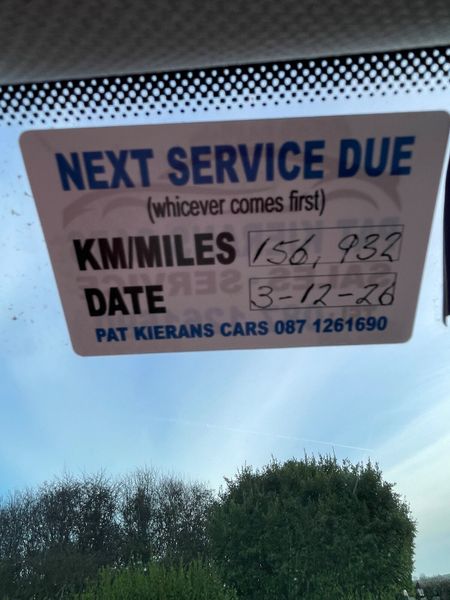 NEXT SERVICE DUE
(whicever comes first)
KM/MILES 156,932
DATE 3-12-26
PAT KIERANS CARS 087 1261690